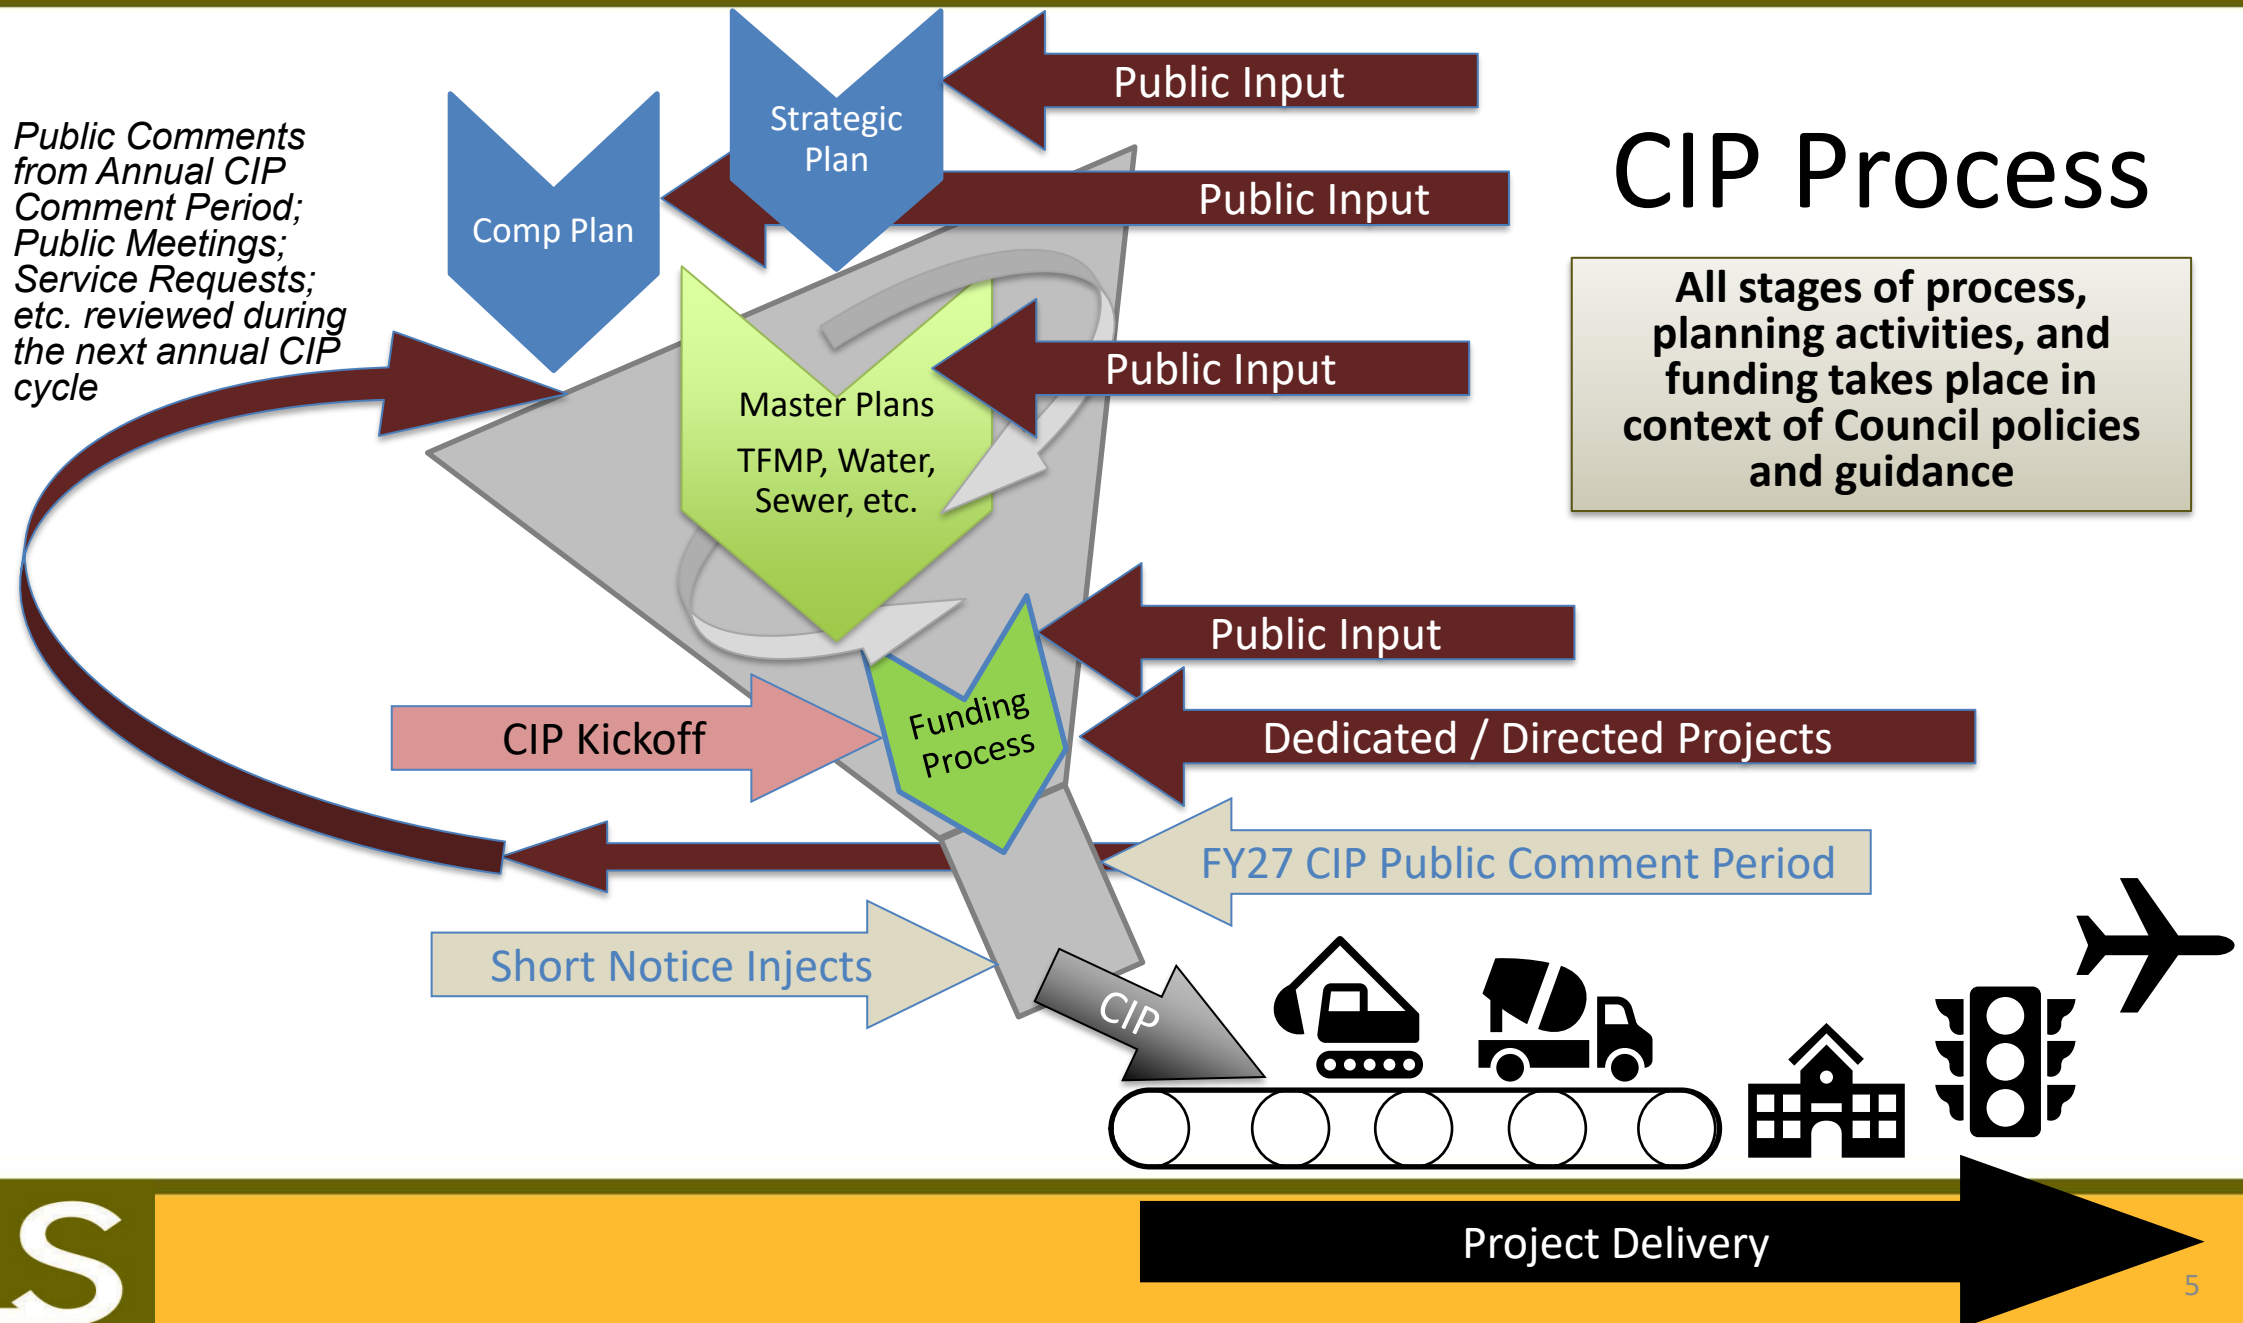 Public Input
Strategic
Plan
Public Comments
from Annual CIP
Comment Period;
Public Meetings;
Service Requests;
etc. reviewed during
the next annual CIP
cycle
Comp Plan
Public Input
CIP Process
All stages of process,
planning activities, and
funding takes place in
context of Council policies
and guidance
Public Input
Master Plans
TFMP, Water,
Sewer, etc.
Public Input
Funding
Process
CIP Kickoff
Dedicated / Directed Projects
FY27 CIP Public Comment Period
Short Notice Injects
CIP
S
Project Delivery
5